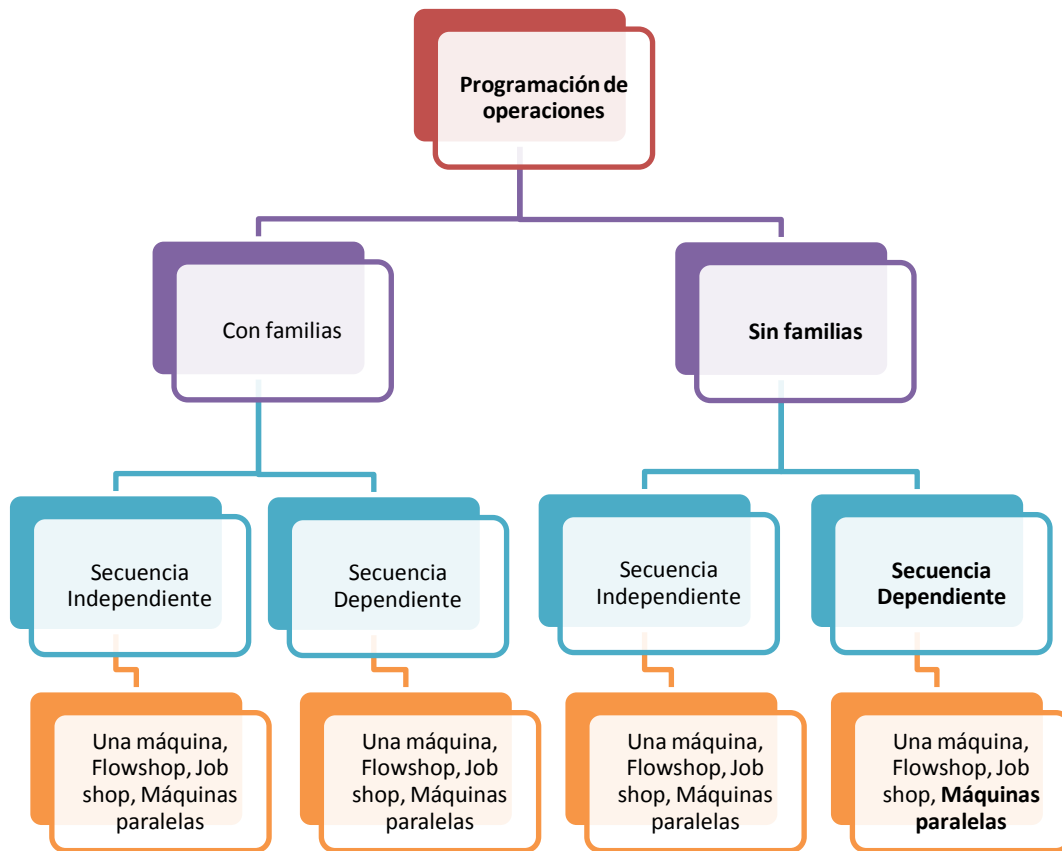 Programación de
operaciones
Con familias
Sin familias
Secuencia
Independiente
Secuencia
Dependiente
Secuencia
Independiente
Secuencia
Dependiente
Una máquina,
Flowshop, Job
shop, Máquinas
paralelas
Una máquina,
Flowshop, Job
shop, Máquinas
paralelas
Una máquina,
Flowshop, Job
shop, Máquinas
paralelas
Una máquina,
Flowshop, Job
shop, Máquinas
paralelas